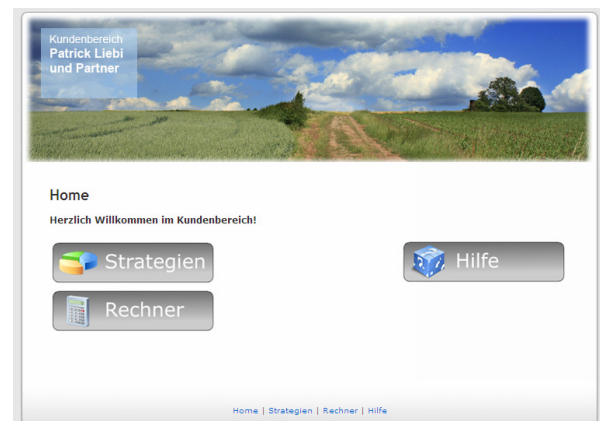 Kundenbereich
Patrick Liebi
und Partner
Home
Herzlich Willkommen im Kundenbereich!
Strategien
Hilfe
Rechner
Home | Strategien | Rechner | Hilfe